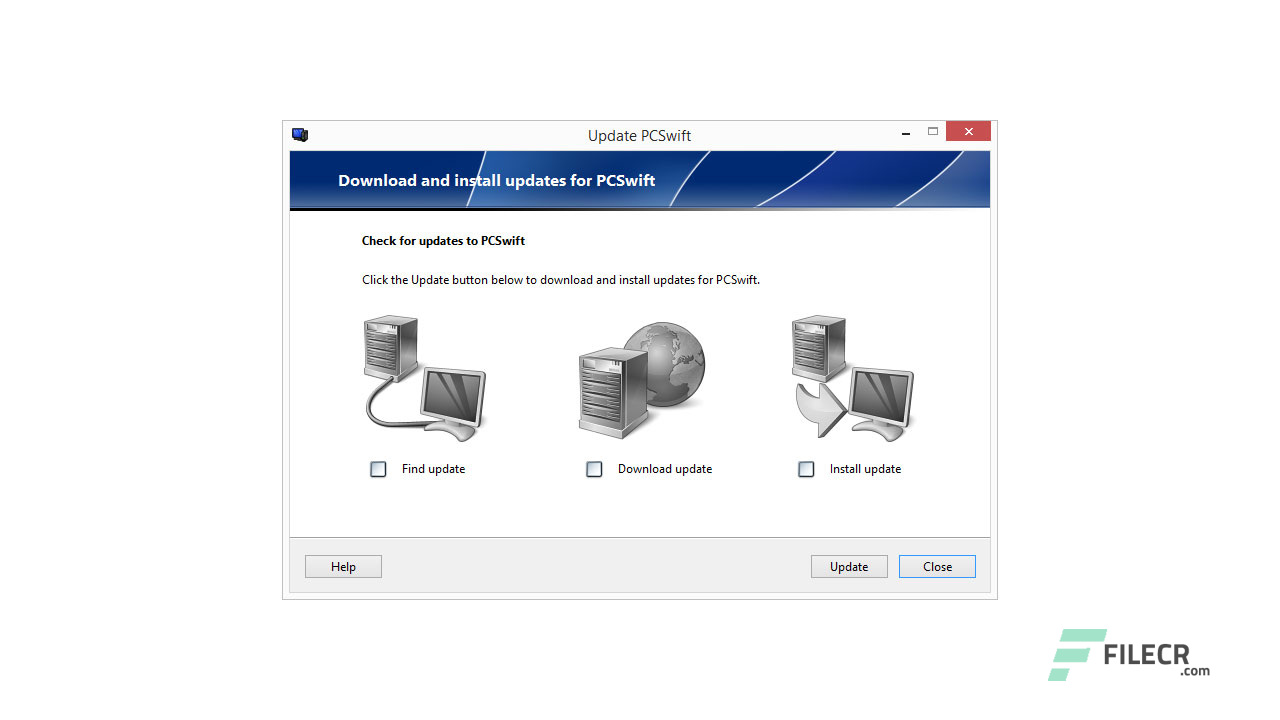 Update PCSwift
Download and install updates for PCSwift
Check for updates to PCSwift
Click the Update button below to download and install updates for PCSwift.
Find update
Download update
Install update
Help
Update
Close
FILECR
.com